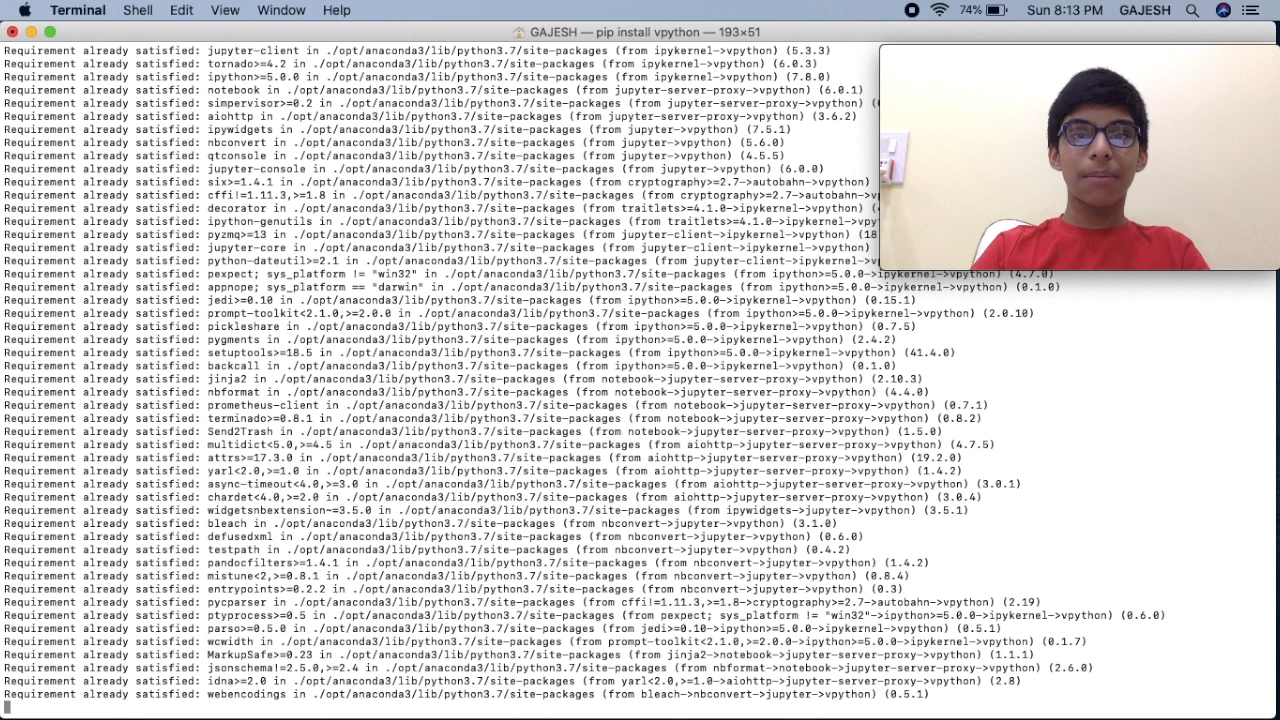 Terminal Shell Edit View Window Help 74% Sun 8:13 PM GAJESH
GAJESH — pip install vpython — 193×51
Requirement already satisfied: jupyter-client in ./opt/anaconda3/lib/python3.7/site-packages (from ipykernel->vpython) (5.3.3)
Requirement already satisfied: tornado>=4.2 in ./opt/anaconda3/lib/python3.7/site-packages (from ipykernel->vpython) (6.0.3)
Requirement already satisfied: ipython>=5.0.0 in ./opt/anaconda3/lib/python3.7/site-packages (from ipykernel->vpython) (7.8.0)
Requirement already satisfied: notebook in ./opt/anaconda3/lib/python3.7/site-packages (from jupyter-server-proxy->vpython) (6.0.1)
Requirement already satisfied: simpervisor>=0.2 in ./opt/anaconda3/lib/python3.7/site-packages (from jupyter-server-proxy->vpython) (
Requirement already satisfied: aiohttp in ./opt/anaconda3/lib/python3.7/site-packages (from jupyter-server-proxy->vpython) (3.6.2)
Requirement already satisfied: ipywidgets in ./opt/anaconda3/lib/python3.7/site-packages (from jupyter->vpython) (7.5.1)
Requirement already satisfied: nbconvert in ./opt/anaconda3/lib/python3.7/site-packages (from jupyter->vpython) (5.6.0)
Requirement already satisfied: qtconsole in ./opt/anaconda3/lib/python3.7/site-packages (from jupyter->vpython) (4.5.5)
Requirement already satisfied: jupyter-console in ./opt/anaconda3/lib/python3.7/site-packages (from jupyter->vpython) (6.0.0)
Requirement already satisfied: six>=1.4.1 in ./opt/anaconda3/lib/python3.7/site-packages (from cryptography>=2.7->autobahn->vpython)
Requirement already satisfied: cffi!=1.11.3,>=1.8 in ./opt/anaconda3/lib/python3.7/site-packages (from cryptography>=2.7->autobahn->v
Requirement already satisfied: decorator in ./opt/anaconda3/lib/python3.7/site-packages (from traitlets>=4.1.0->ipykernel->vpython) (
Requirement already satisfied: ipython-genutils in ./opt/anaconda3/lib/python3.7/site-packages (from traitlets>=4.1.0->ipykernel->vpy
Requirement already satisfied: pyzmq>=13 in ./opt/anaconda3/lib/python3.7/site-packages (from jupyter-client->ipykernel->vpython) (18
Requirement already satisfied: jupyter-core in ./opt/anaconda3/lib/python3.7/site-packages (from jupyter-client->ipykernel->vpython)
Requirement already satisfied: python-dateutil>=2.1 in ./opt/anaconda3/lib/python3.7/site-packages (from jupyter-client->ipykernel->v
Requirement already satisfied: pexpect; sys_platform != "win32" in ./opt/anaconda3/lib/python3.7/site-packages (from ipython>=5.0.0->ipykernel->vpython) (4.7.0)
Requirement already satisfied: appnope; sys_platform == "darwin" in ./opt/anaconda3/lib/python3.7/site-packages (from ipython>=5.0.0->ipykernel->vpython) (0.1.0)
Requirement already satisfied: jedi>=0.10 in ./opt/anaconda3/lib/python3.7/site-packages (from ipython>=5.0.0->ipykernel->vpython) (0.15.1)
Requirement already satisfied: prompt-toolkit<2.1.0,>=2.0.0 in ./opt/anaconda3/lib/python3.7/site-packages (from ipython>=5.0.0->ipykernel->vpython) (2.0.10)
Requirement already satisfied: pickleshare in ./opt/anaconda3/lib/python3.7/site-packages (from ipython>=5.0.0->ipykernel->vpython) (0.7.5)
Requirement already satisfied: pygments in ./opt/anaconda3/lib/python3.7/site-packages (from ipython>=5.0.0->ipykernel->vpython) (2.4.2)
Requirement already satisfied: setuptools>=18.5 in ./opt/anaconda3/lib/python3.7/site-packages (from ipython>=5.0.0->ipykernel->vpython) (41.4.0)
Requirement already satisfied: backcall in ./opt/anaconda3/lib/python3.7/site-packages (from ipython>=5.0.0->ipykernel->vpython) (0.1.0)
Requirement already satisfied: jinja2 in ./opt/anaconda3/lib/python3.7/site-packages (from notebook->jupyter-server-proxy->vpython) (2.10.3)
Requirement already satisfied: nbformat in ./opt/anaconda3/lib/python3.7/site-packages (from notebook->jupyter-server-proxy->vpython) (4.4.0)
Requirement already satisfied: prometheus-client in ./opt/anaconda3/lib/python3.7/site-packages (from notebook->jupyter-server-proxy->vpython) (0.7.1)
Requirement already satisfied: terminado>=0.8.1 in ./opt/anaconda3/lib/python3.7/site-packages (from notebook->jupyter-server-proxy->vpython) (0.8.2)
Requirement already satisfied: Send2Trash in ./opt/anaconda3/lib/python3.7/site-packages (from notebook->jupyter-server-proxy->vpython) (1.5.0)
Requirement already satisfied: multidict<5.0,>=4.5 in ./opt/anaconda3/lib/python3.7/site-packages (from aiohttp->jupyter-server-proxy->vpython) (4.7.5)
Requirement already satisfied: attrs>=17.3.0 in ./opt/anaconda3/lib/python3.7/site-packages (from aiohttp->jupyter-server-proxy->vpython) (19.2.0)
Requirement already satisfied: yarl<2.0,>=1.0 in ./opt/anaconda3/lib/python3.7/site-packages (from aiohttp->jupyter-server-proxy->vpython) (1.4.2)
Requirement already satisfied: async-timeout<4.0,>=3.0 in ./opt/anaconda3/lib/python3.7/site-packages (from aiohttp->jupyter-server-proxy->vpython) (3.0.1)
Requirement already satisfied: chardet<4.0,>=2.0 in ./opt/anaconda3/lib/python3.7/site-packages (from aiohttp->jupyter-server-proxy->vpython) (3.0.4)
Requirement already satisfied: widgetsnbextension~=3.5.0 in ./opt/anaconda3/lib/python3.7/site-packages (from ipywidgets->jupyter->vpython) (3.5.1)
Requirement already satisfied: bleach in ./opt/anaconda3/lib/python3.7/site-packages (from nbconvert->jupyter->vpython) (3.1.0)
Requirement already satisfied: defusedxml in ./opt/anaconda3/lib/python3.7/site-packages (from nbconvert->jupyter->vpython) (0.6.0)
Requirement already satisfied: testpath in ./opt/anaconda3/lib/python3.7/site-packages (from nbconvert->jupyter->vpython) (0.4.2)
Requirement already satisfied: pandocfilters>=1.4.1 in ./opt/anaconda3/lib/python3.7/site-packages (from nbconvert->jupyter->vpython) (1.4.2)
Requirement already satisfied: mistune<2,>=0.8.1 in ./opt/anaconda3/lib/python3.7/site-packages (from nbconvert->jupyter->vpython) (0.8.4)
Requirement already satisfied: entrypoints>=0.2.2 in ./opt/anaconda3/lib/python3.7/site-packages (from nbconvert->jupyter->vpython) (0.3)
Requirement already satisfied: pycparser in ./opt/anaconda3/lib/python3.7/site-packages (from cffi!=1.11.3,>=1.8->cryptography>=2.7->autobahn->vpython) (2.19)
Requirement already satisfied: ptyprocess>=0.5 in ./opt/anaconda3/lib/python3.7/site-packages (from pexpect; sys_platform != "win32"->ipython>=5.0.0->ipykernel->vpython) (0.6.0)
Requirement already satisfied: parso>=0.5.0 in ./opt/anaconda3/lib/python3.7/site-packages (from jedi>=0.10->ipython>=5.0.0->ipykernel->vpython) (0.5.1)
Requirement already satisfied: wcwidth in ./opt/anaconda3/lib/python3.7/site-packages (from prompt-toolkit<2.1.0,>=2.0.0->ipython>=5.0.0->ipykernel->vpython) (0.1.7)
Requirement already satisfied: MarkupSafe>=0.23 in ./opt/anaconda3/lib/python3.7/site-packages (from jinja2->notebook->jupyter-server-proxy->vpython) (1.1.1)
Requirement already satisfied: jsonschema!=2.5.0,>=2.4 in ./opt/anaconda3/lib/python3.7/site-packages (from nbformat->notebook->jupyter-server-proxy->vpython) (2.6.0)
Requirement already satisfied: idna>=2.0 in ./opt/anaconda3/lib/python3.7/site-packages (from yarl<2.0,>=1.0->aiohttp->jupyter-server-proxy->vpython) (2.8)
Requirement already satisfied: webencodings in ./opt/anaconda3/lib/python3.7/site-packages (from bleach->nbconvert->jupyter->vpython) (0.5.1)